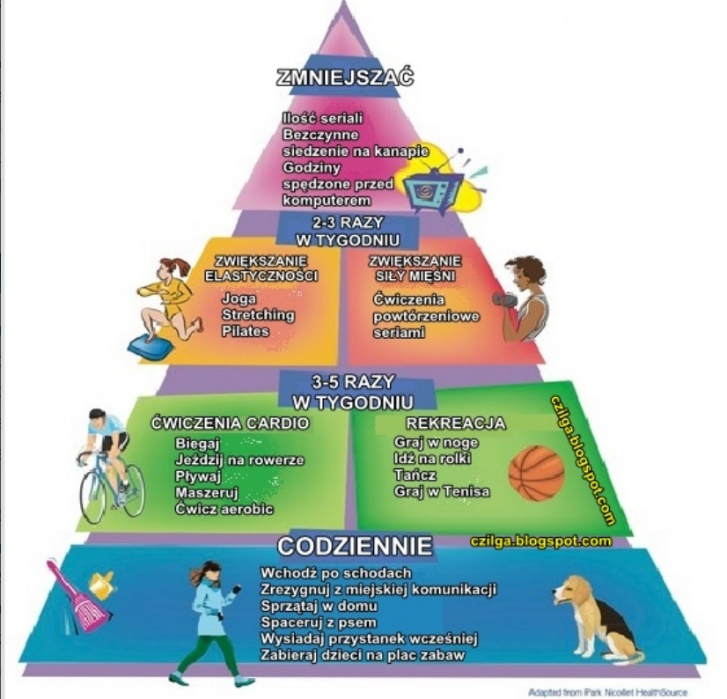 ZMNIEJSZAĆ
Ilość seriali
Bezczynne
siedzenie na kanapie
Godziny
spędzone przed
komputerem
2-3 RAZY
W TYGODNIU
ZWIĘKSZANIE
ELASTYCZNOŚCI
Joga
Stretching
Pilates
ZWIĘKSZANIE
SIŁY MIĘŚNI
Ćwiczenia
powtórzeniowe
seriami
3-5 RAZY
W TYGODNIU
ĆWICZENIA CARDIO
Biegaj
Jeździj na rowerze
Pływaj
Maszeruj
Ćwicz aerobic
REKREACJA
Graj w noge
Idź na rolki
Tańcz
Graj w Tenisa
czilga.blogspot.com
czilga.blogspot.com
CODZIENNIE
Wchodź po schodach
Zrezygnuj z miejskiej komunikacji
Sprzątaj w domu
Spaceruj z psem
Wysiadaj przystanek wcześniej
Zabieraj dzieci na plac zabaw
Adapted from Park Nicollet HealthSource